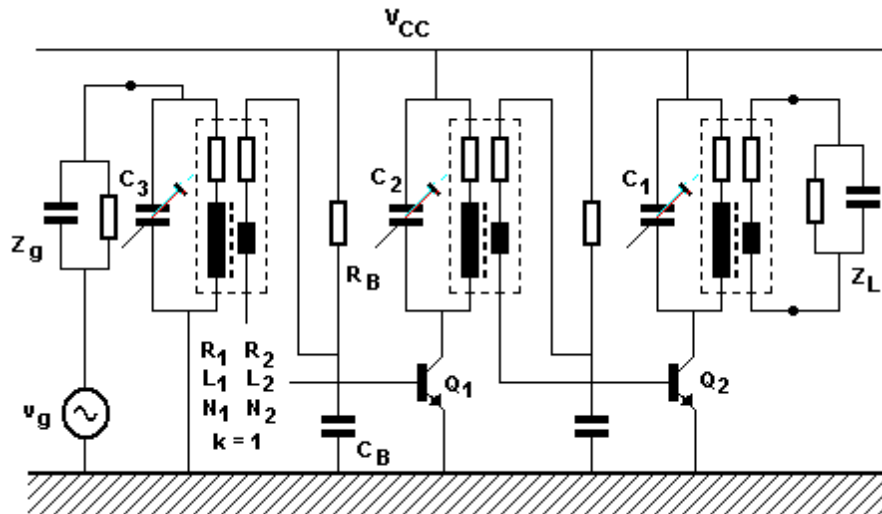 VCC
C3
C2
C1
Zg
RB
ZL
R1 R2
L1 L2
N1 N2
k = 1
Q1
Q2
vg
CB